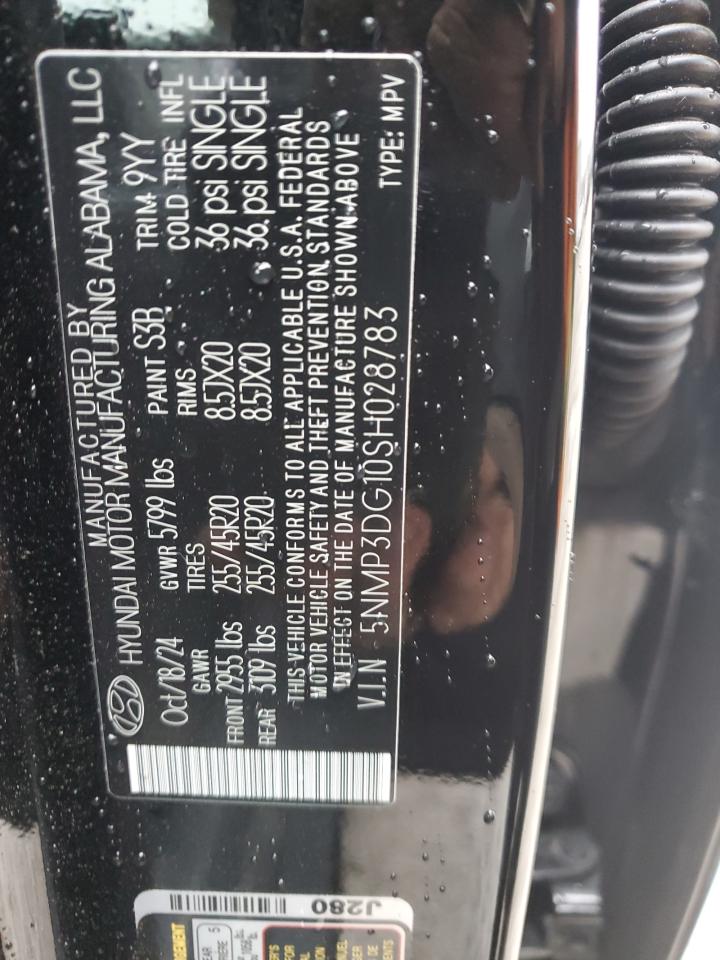 MANUFACTURED BY
HYUNDAI MOTOR MANUFACTURING ALABAMA, LLC
Oct/18/24 GVWR 5799 lbs PAINT S3B TRIM 9YY
GAWR TIRES RIMS COLD TIRE INFL
FRONT 2955 lbs 255/45R20 8.5JX20 36 psi SINGLE
REAR 3109 lbs 255/45R20 8.5JX20 36 psi SINGLE
THIS VEHICLE CONFORMS TO ALL APPLICABLE U.S.A. FEDERAL
MOTOR VEHICLE SAFETY AND THEFT PREVENTION STANDARDS
IN EFFECT ON THE DATE OF MANUFACTURE SHOWN ABOVE
V.I.N 5NMP3DG10SH028783 TYPE: MPV
J280